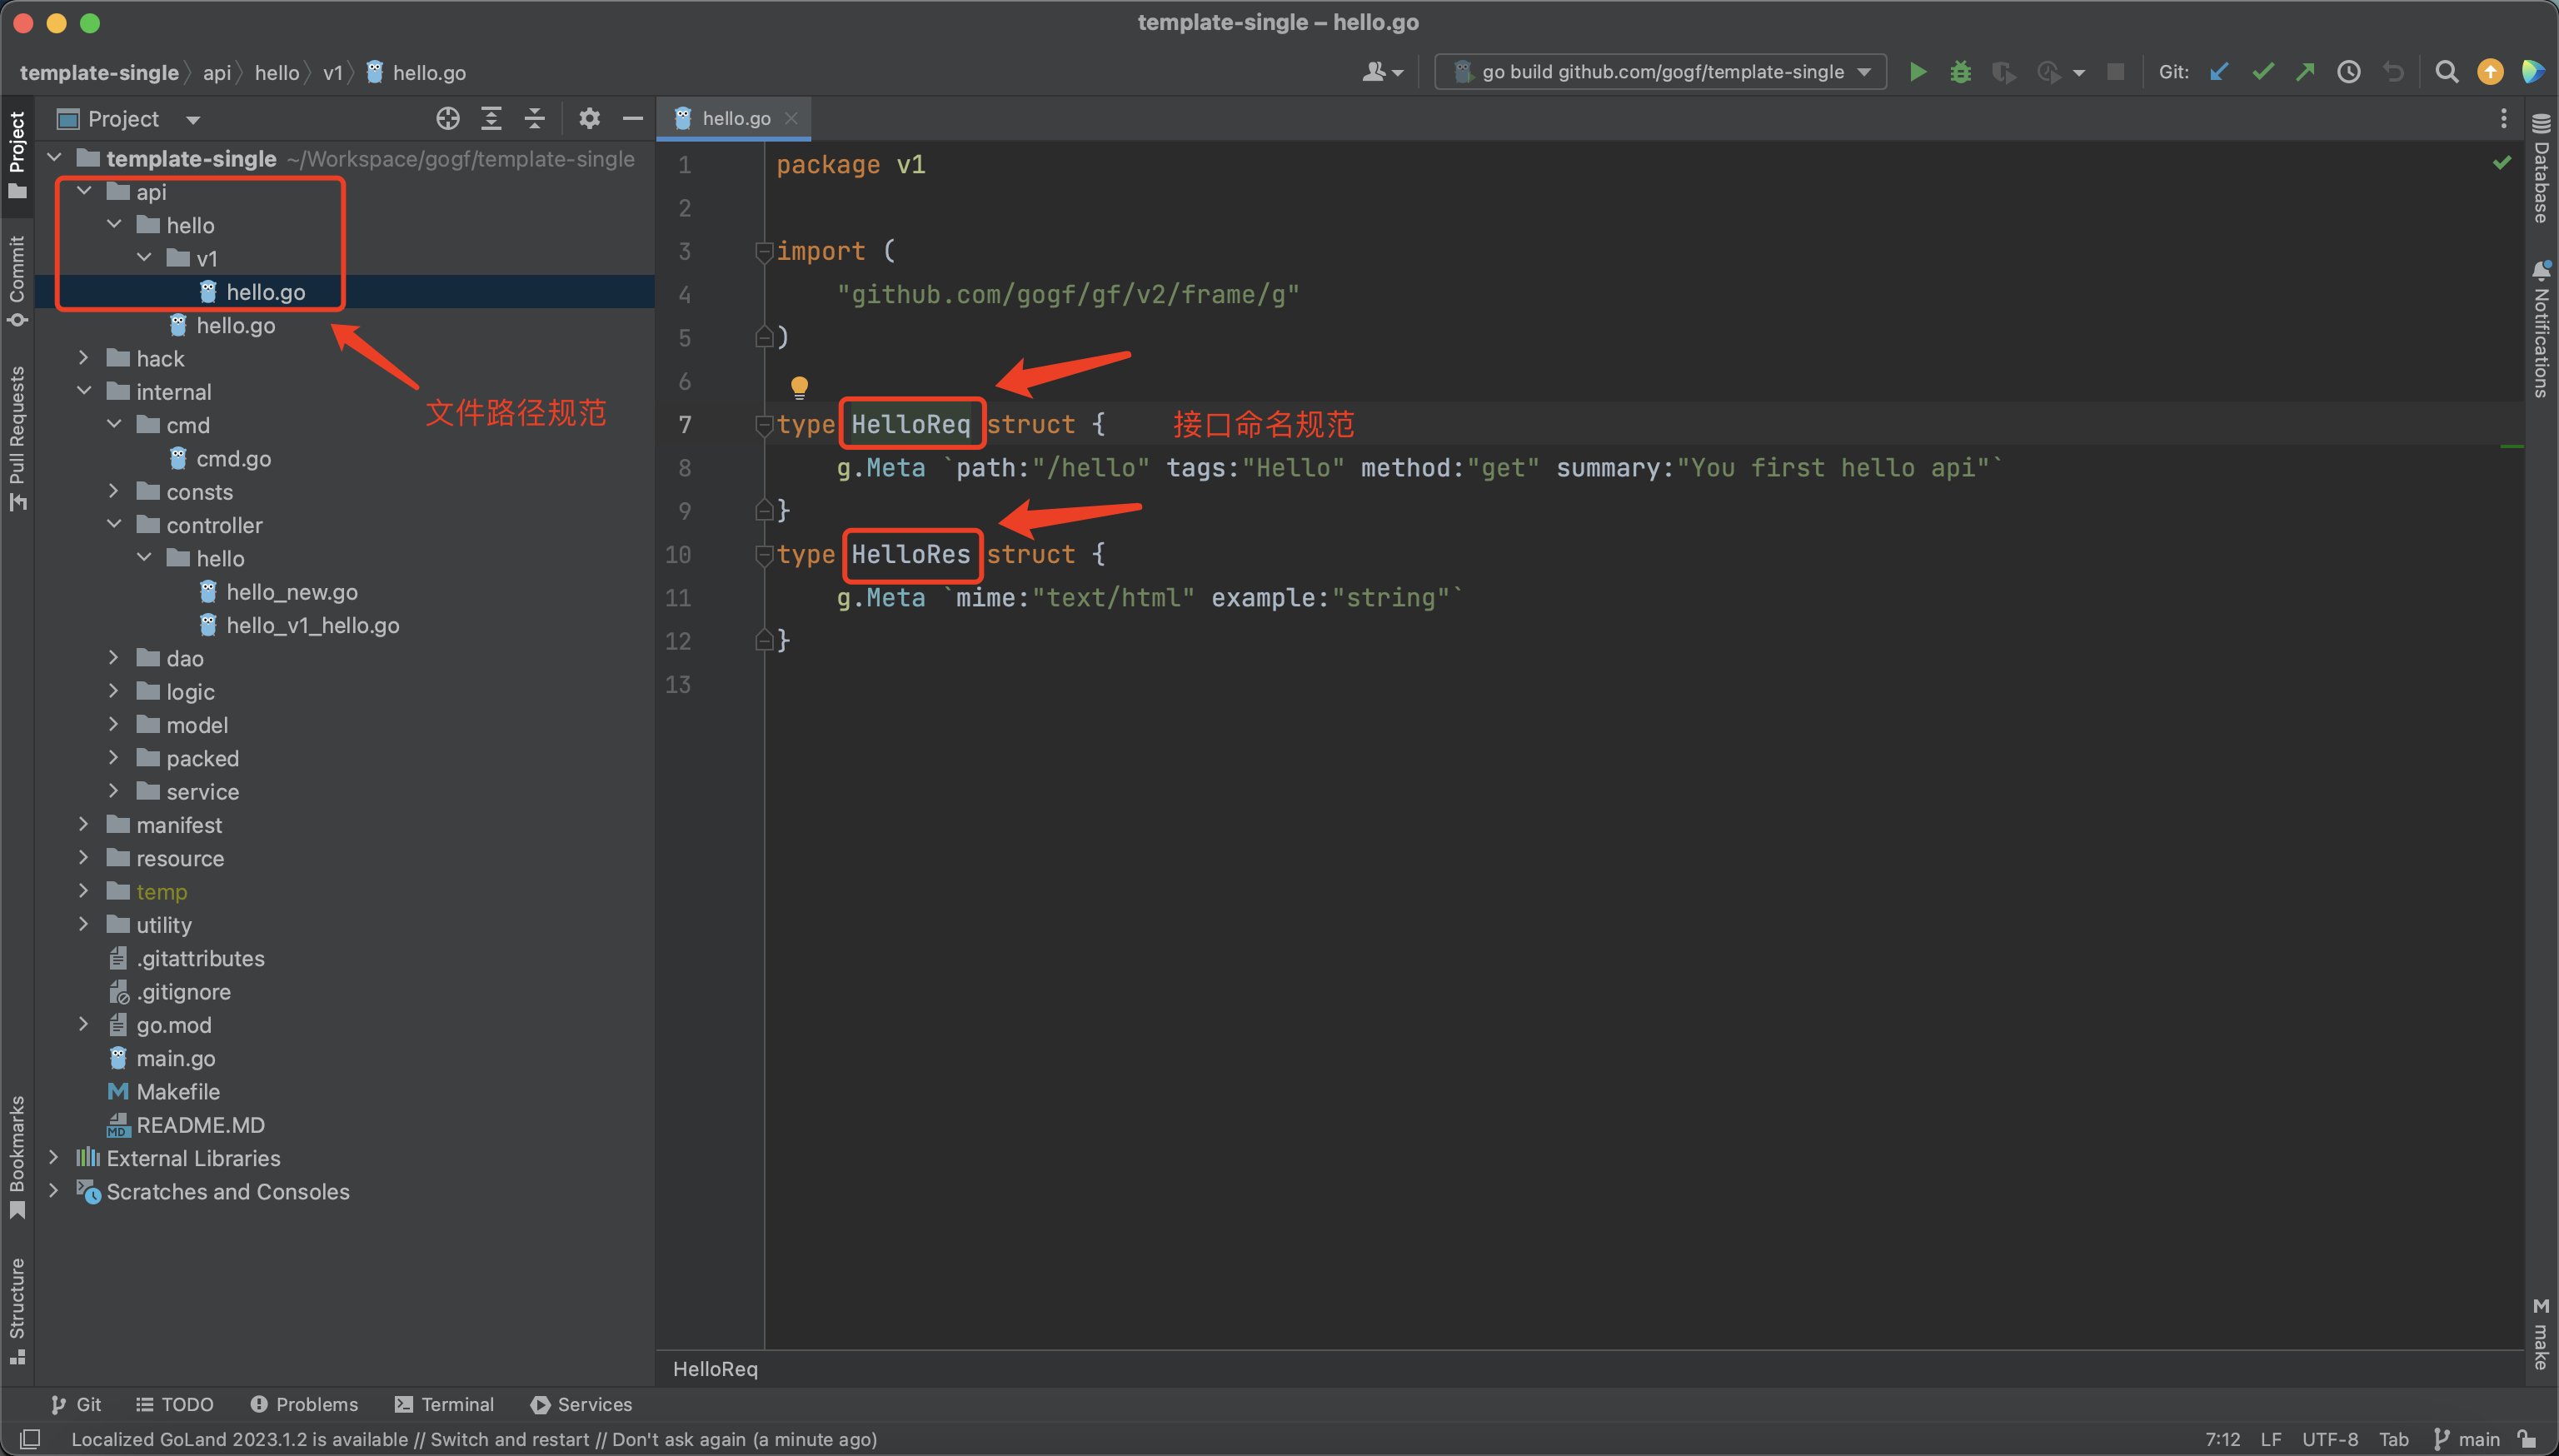 template-single – hello.go
template-single api hello v1 hello.go
go build github.com/gogf/template-single
Git:
Project
hello.go
Project
Commit
Pull Requests
Bookmarks
Structure
template-single ~/Workspace/gogf/template-single
api
hello
v1
hello.go
hello.go
hack
internal
cmd
cmd.go
consts
controller
hello
hello_new.go
hello_v1_hello.go
dao
logic
model
packed
service
manifest
resource
temp
utility
.gitattributes
.gitignore
go.mod
main.go
Makefile
README.MD
External Libraries
Scratches and Consoles
文件路径规范
1 package v1
2
3 import (
4 "github.com/gogf/gf/v2/frame/g"
5 )
6
7 type HelloReq struct {
接口命名规范
8 g.Meta `path:"/hello" tags:"Hello" method:"get" summary:"You first hello api"`
9 }
10 type HelloRes struct {
11 g.Meta `mime:"text/html" example:"string"`
12 }
13
Database
Notifications
make
HelloReq
Git TODO Problems Terminal Services
Localized GoLand 2023.1.2 is available // Switch and restart // Don't ask again (a minute ago)
7:12 LF UTF-8 Tab main